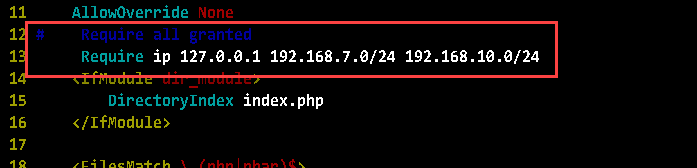 11 AllowOverride None
12 # Require all granted
13 Require ip 127.0.0.1 192.168.7.0/24 192.168.10.0/24
14 <IfModule dir_module>
15 DirectoryIndex index.php
16 </IfModule>
17
18 <FilesMatch \.(php|phar)$>